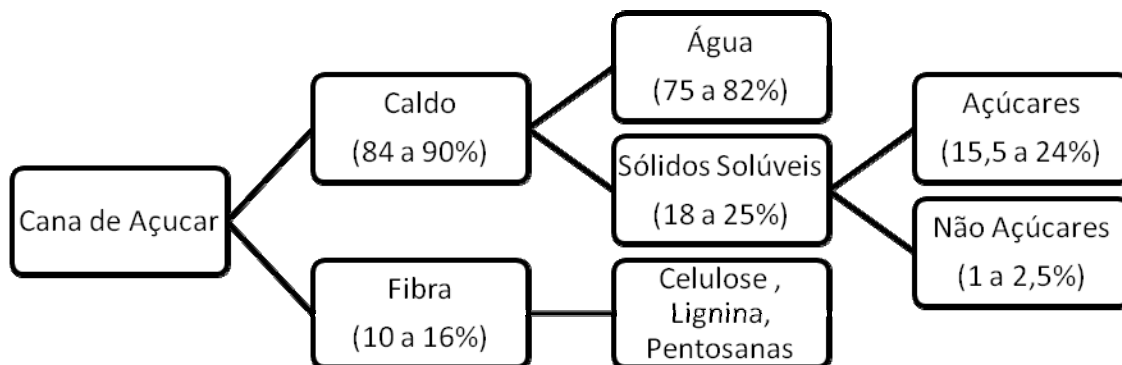 Cana de Açucar
Caldo
(84 a 90%)
Fibra
(10 a 16%)
Água
(75 a 82%)
Sólidos Solúveis
(18 a 25%)
Celulose ,
Lignina,
Pentosanas
Açúcares
(15,5 a 24%)
Não Açúcares
(1 a 2,5%)